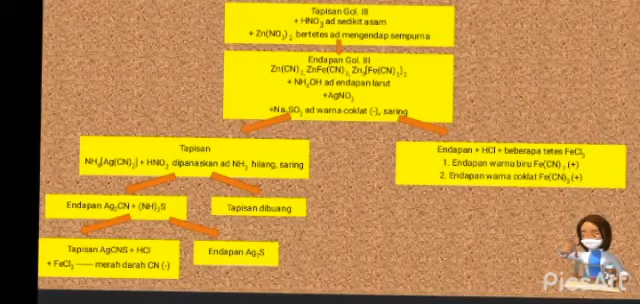 Tapisan Gol. III
+ HNO3 ad sedikit asam
+ Zn(NO3)2 bertetes ad mengendap sempurna
Endapan Gol. III
Zn(CN)2, ZnFe(CN)6, Zn3[Fe(CN)6]2
+ NH4OH ad endapan larut
+AgNO3
+Na2SO3 ad warna coklat (-), saring
Tapisan
NH4[Ag(CN)2] + HNO3 dipanaskan ad NH3 hilang, saring
Endapan + HCl + beberapa tetes FeCl3
1. Endapan warna biru Fe(CN)2 (+)
2. Endapan warna coklat Fe(CN)3 (+)
Endapan Ag2CN + (NH)2S
Tapisan dibuang
Tapisan AgCNS + HCl
+ FeCl3 ------ merah darah CN (-)
Endapan Ag2S
PicsArt